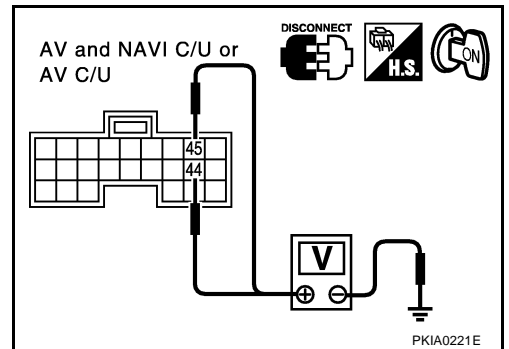 DISCONNECT
AV and NAVI C/U or
AV C/U
H.S.
ON
45
44
V
+ −
PKIA0221E